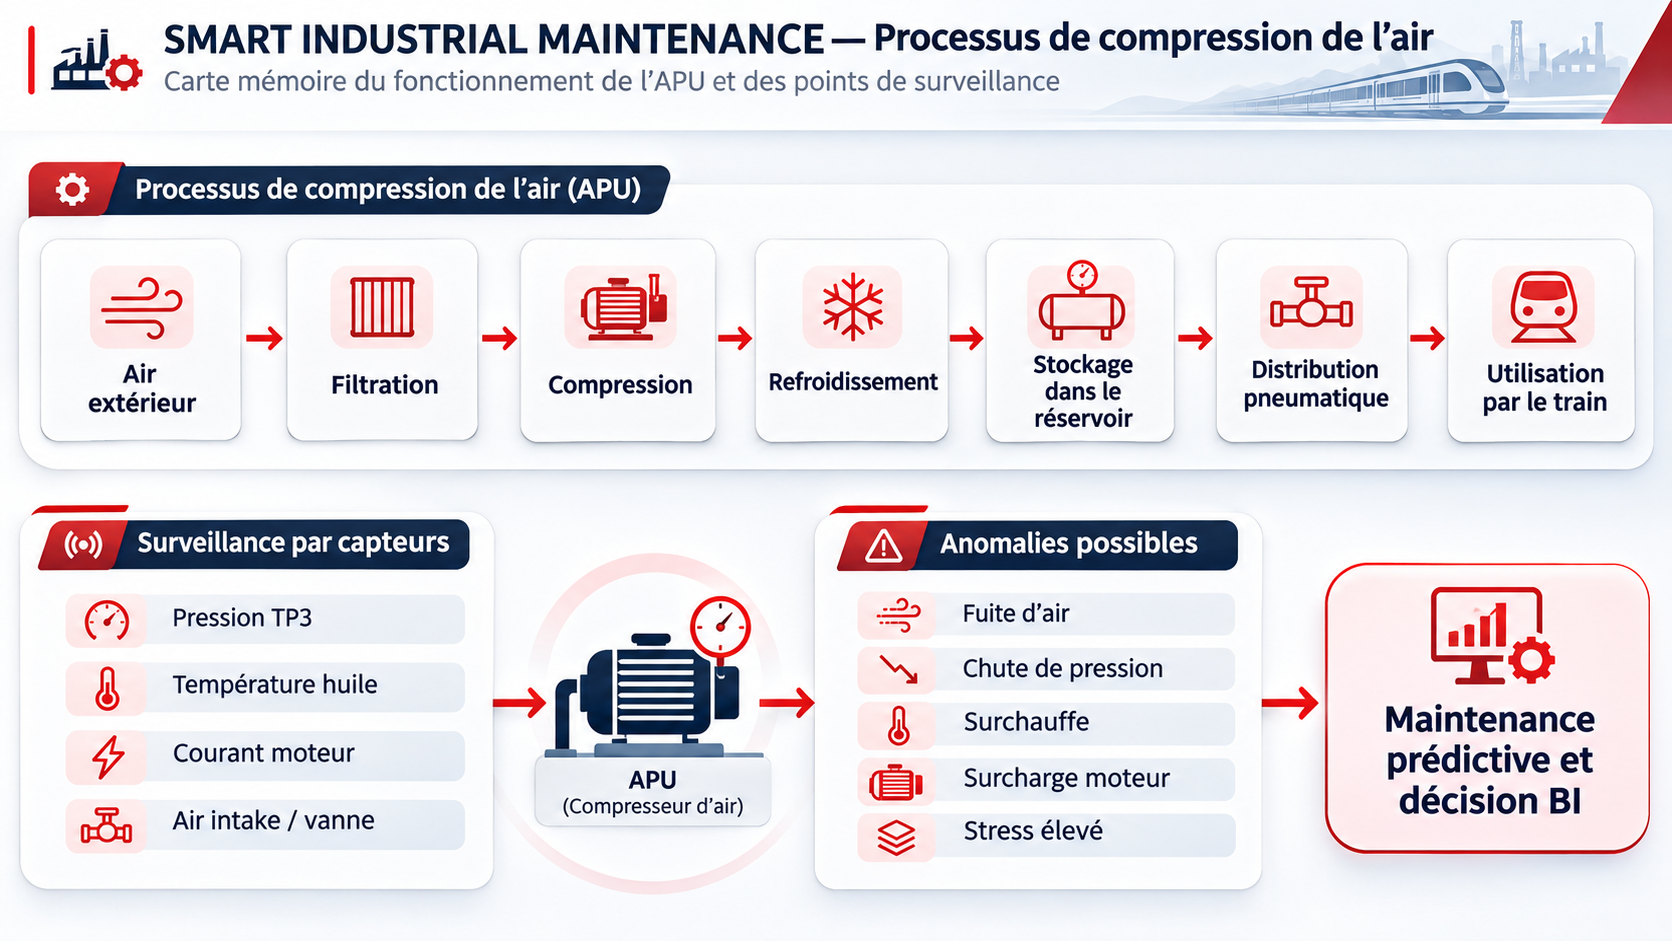 SMART INDUSTRIAL MAINTENANCE — Processus de compression de l'air
Carte mémoire du fonctionnement de l'APU et des points de surveillance
Processus de compression de l'air (APU)
Air
extérieur
Filtration
Compression
Refroidissement
Stockage
dans le
réservoir
Distribution
pneumatique
Utilisation
par le train
Surveillance par capteurs
Pression TP3
Température huile
Courant moteur
Air intake / vanne
APU
(Compresseur d'air)
Anomalies possibles
Fuite d'air
Chute de pression
Surchauffe
Surcharge moteur
Stress élevé
Maintenance
prédictive et
décision BI